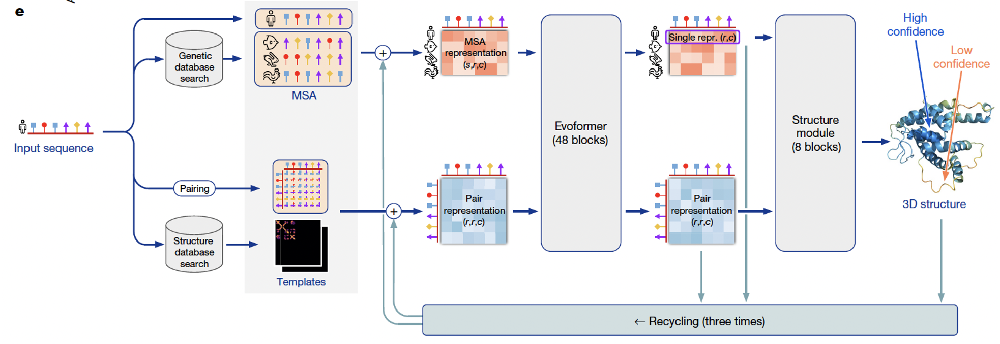 e
Genetic
database
search
MSA
Input sequence
Pairing
Structure
database
search
Templates
+
+
MSA
representation
(s,r,c)
Pair
representation
(r,r,c)
Evoformer
(48 blocks)
Single repr. (r,c)
Pair
representation
(r,r,c)
Structure
module
(8 blocks)
High
confidence
Low
confidence
3D structure
← Recycling (three times)